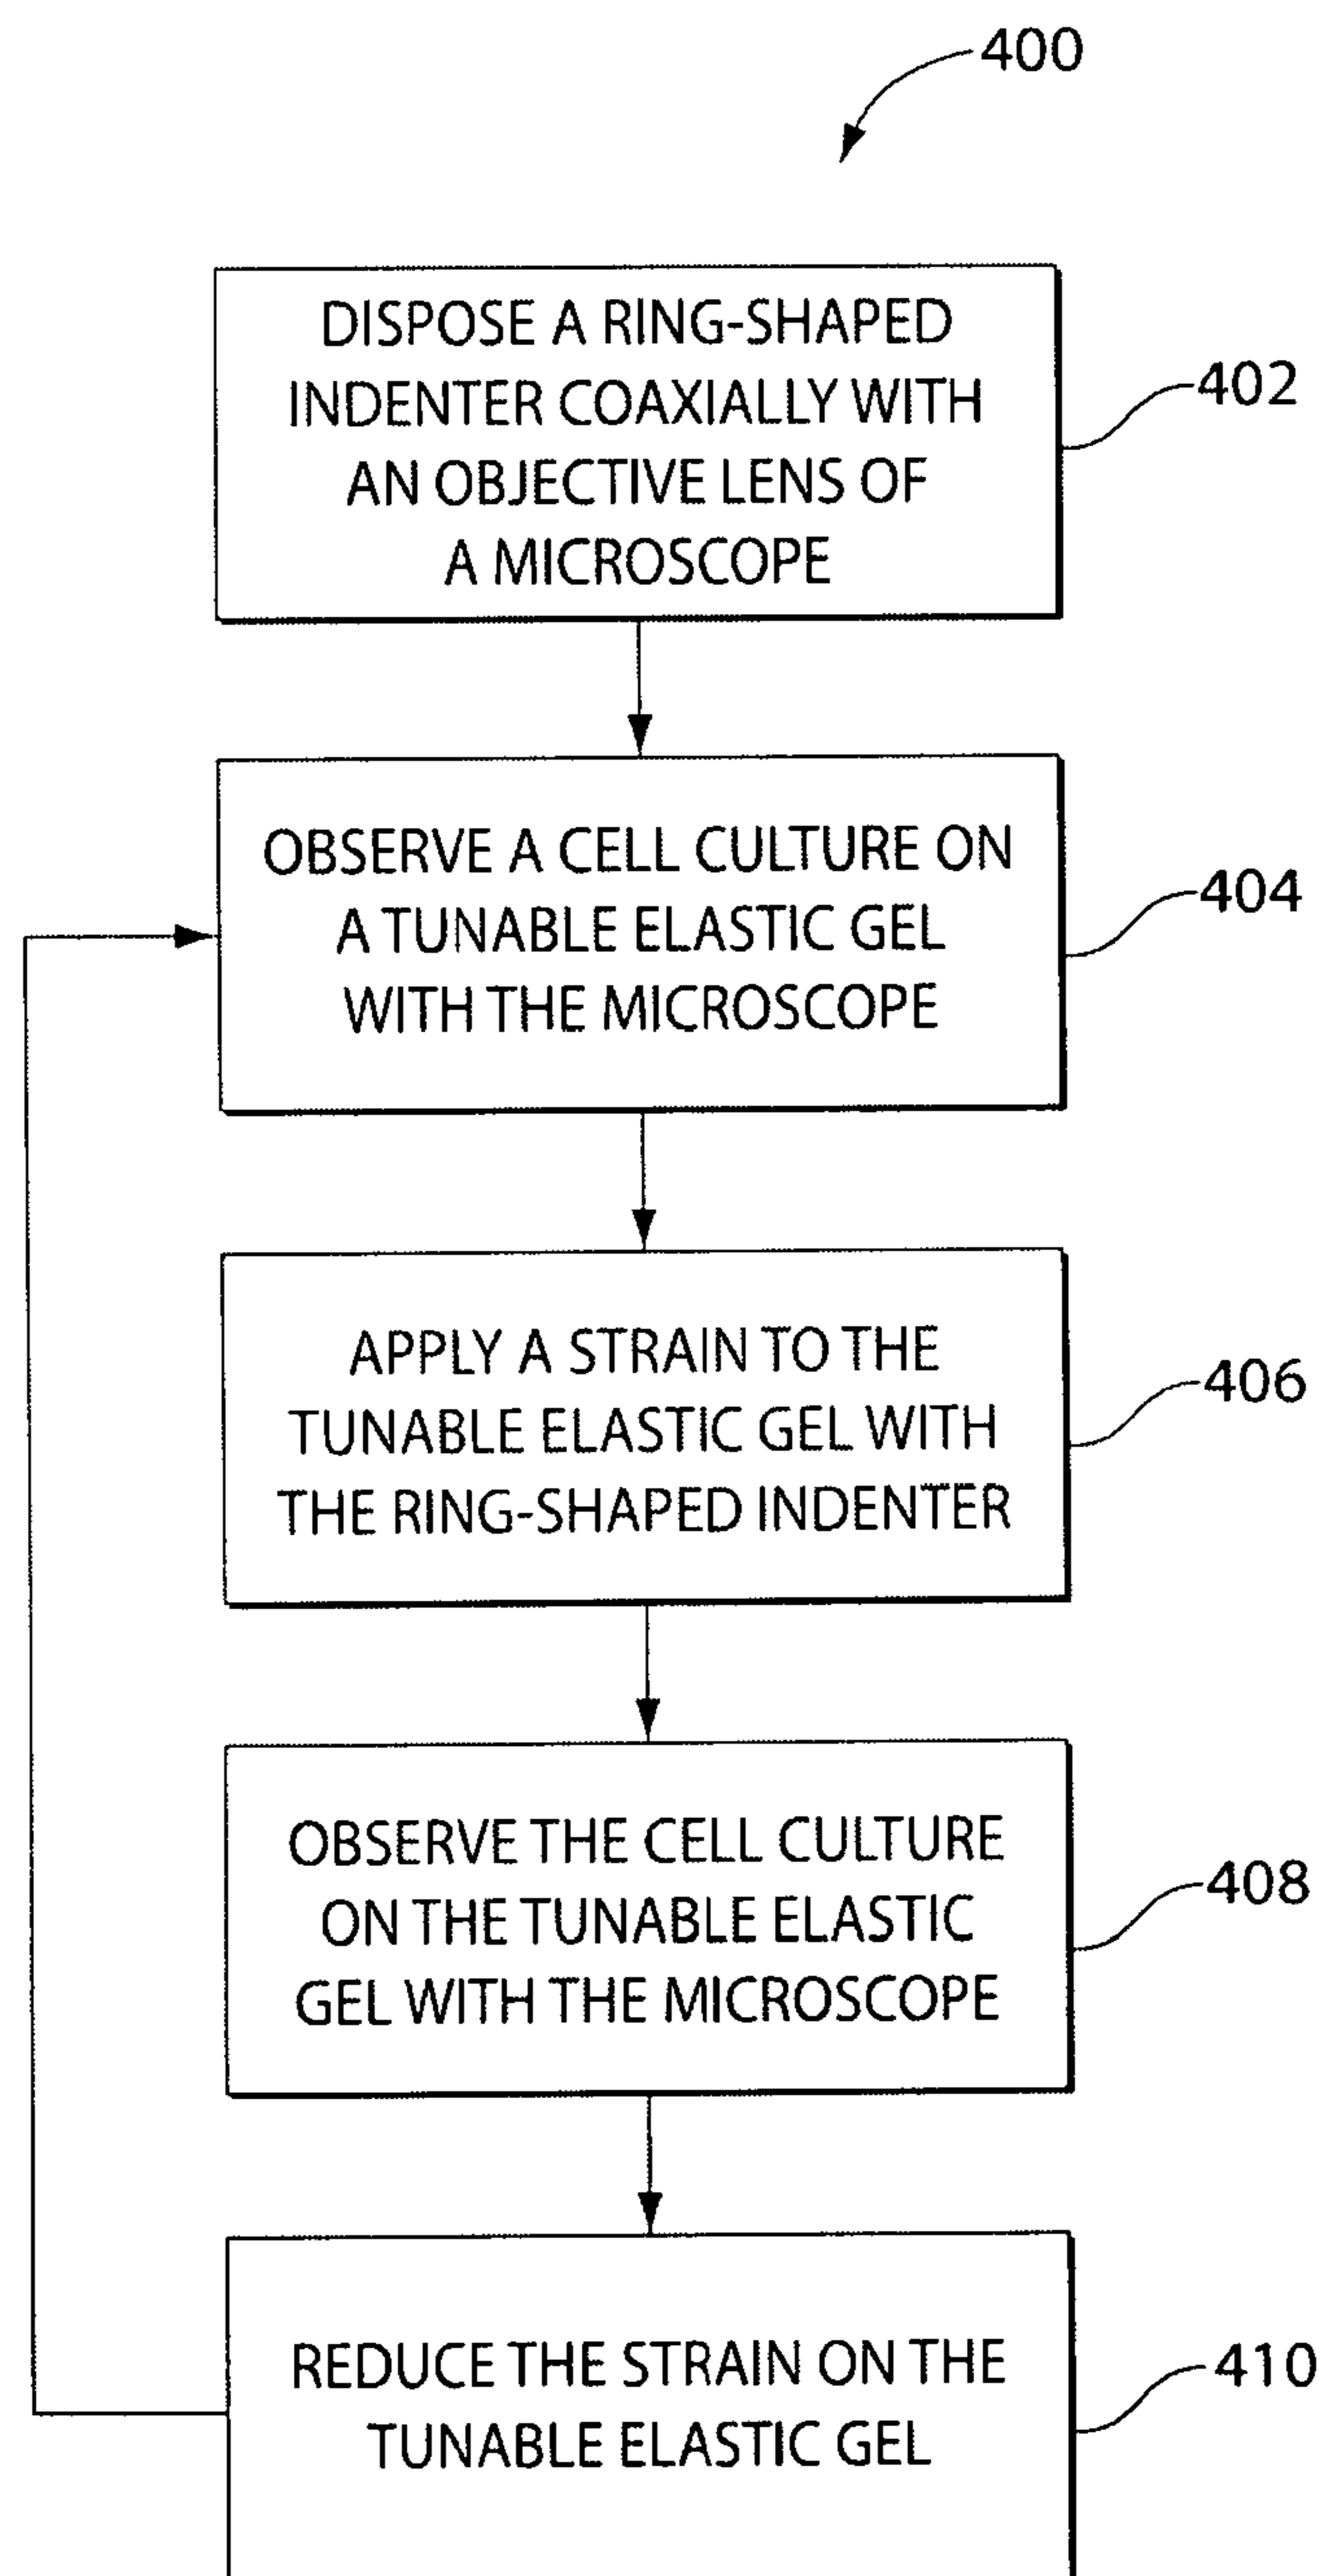 400
DISPOSE A RING-SHAPED
INDENTER COAXIALLY WITH
AN OBJECTIVE LENS OF
A MICROSCOPE
402
OBSERVE A CELL CULTURE ON
A TUNABLE ELASTIC GEL
WITH THE MICROSCOPE
404
APPLY A STRAIN TO THE
TUNABLE ELASTIC GEL WITH
THE RING-SHAPED INDENTER
406
OBSERVE THE CELL CULTURE
ON THE TUNABLE ELASTIC
GEL WITH THE MICROSCOPE
408
REDUCE THE STRAIN ON THE
TUNABLE ELASTIC GEL
410